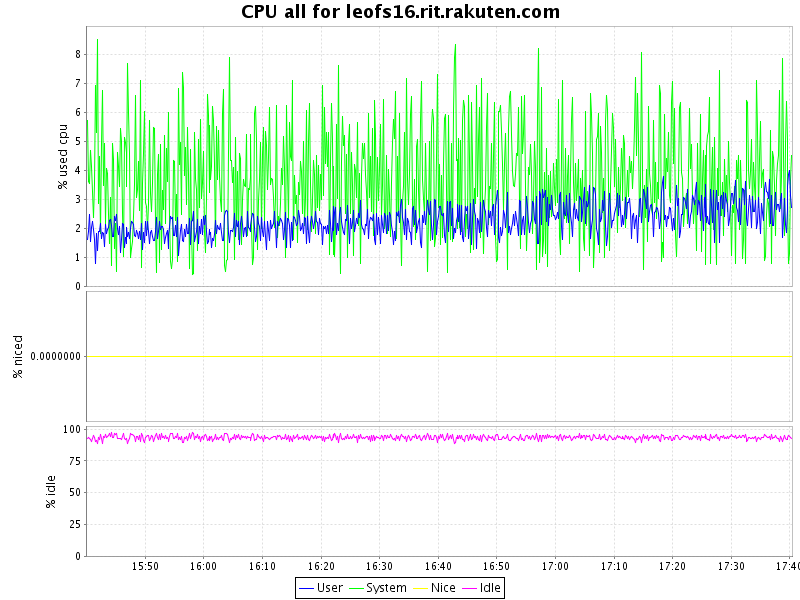 CPU all for leofs16.rit.rakuten.com
% used cpu
8
7
6
5
4
3
2
1
0
% niced
0.0000000
% idle
100
75
50
25
0
15:50 16:00 16:10 16:20 16:30 16:40 16:50 17:00 17:10 17:20 17:30 17:40
User System Nice Idle